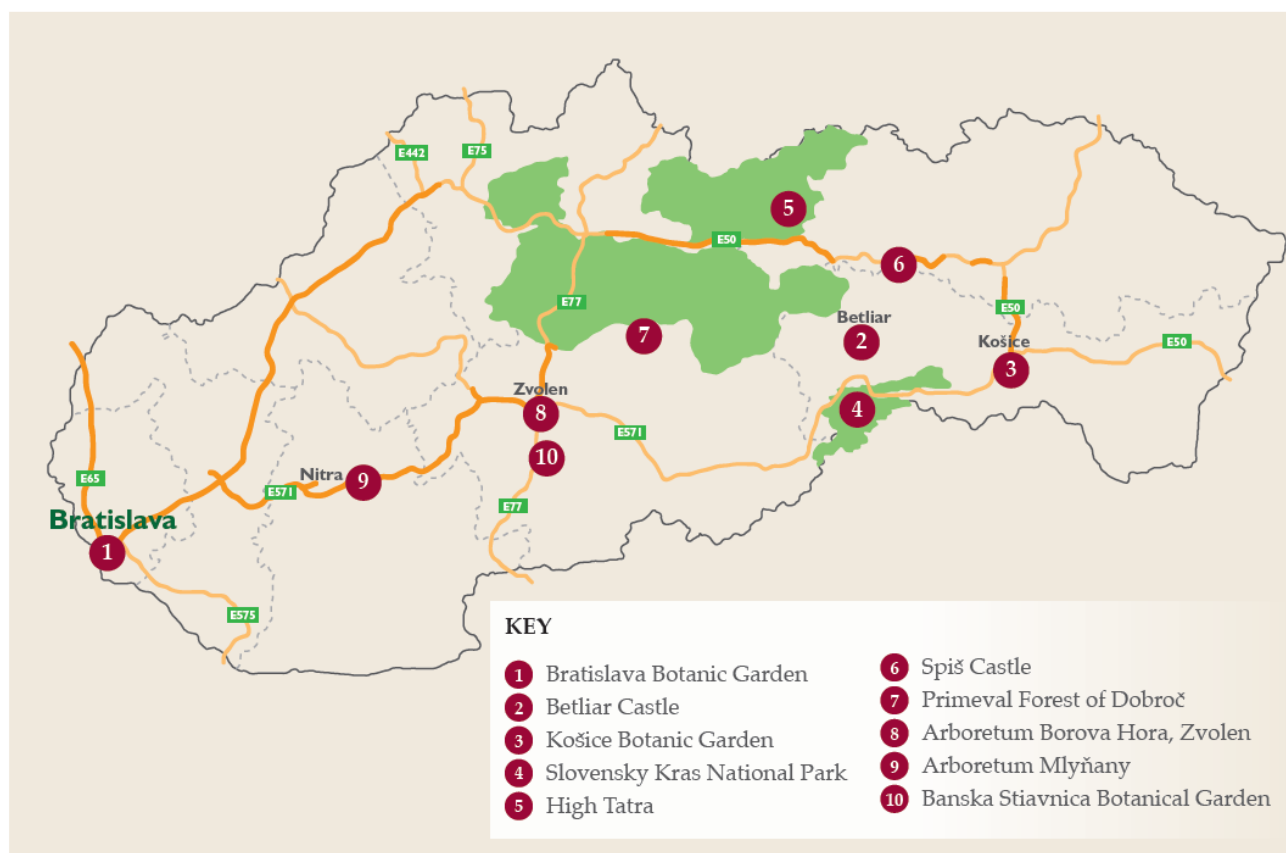 E442
E75
5
E50
6
E77
Betliar
7
2
E50
Košice
E50
3
Zvolen
8
4
E571
10
Nitra
9
E65
E571
E77
Bratislava
1
E575
KEY
1 Bratislava Botanic Garden
2 Betliar Castle
3 Košice Botanic Garden
4 Slovensky Kras National Park
5 High Tatra
6 Spiš Castle
7 Primeval Forest of Dobroč
8 Arboretum Borova Hora, Zvolen
9 Arboretum Mlyňany
10 Banska Stiavnica Botanical Garden